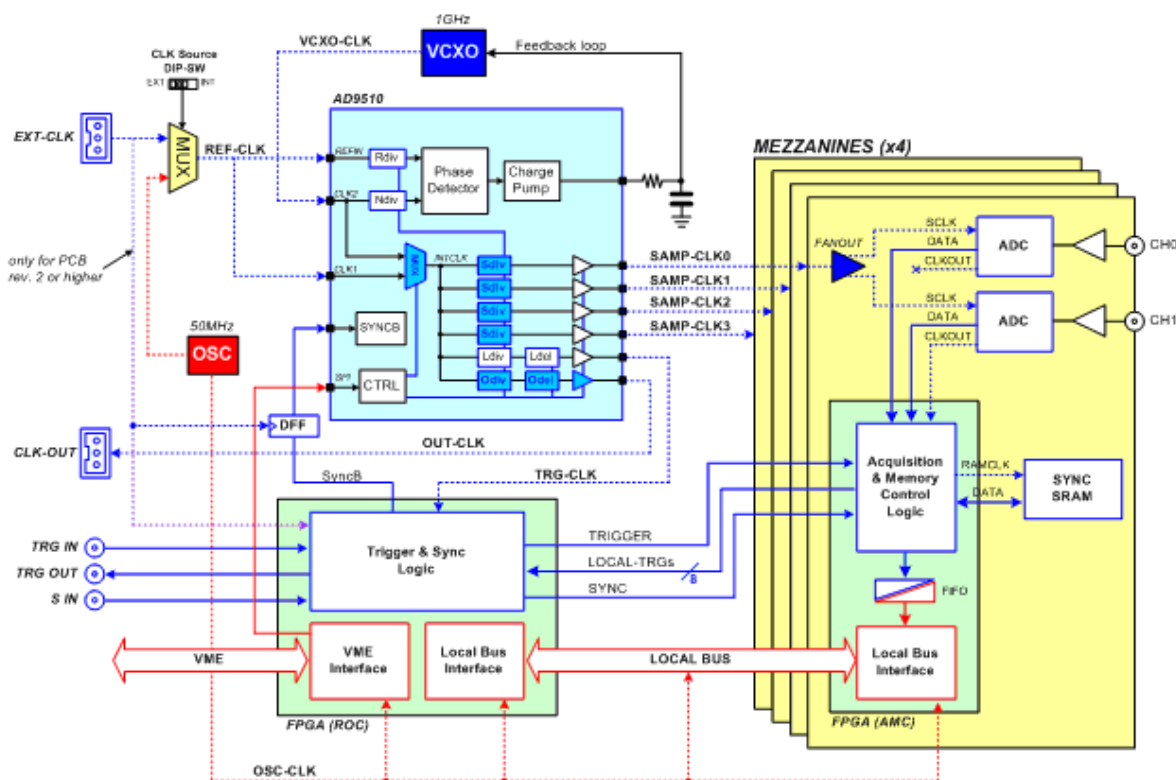 1GHz
VCXO-CLK
VCXO
Feedback loop
CLK Source
DIP-SW
EXT
INT
AD9510
EXT-CLK
MUX
REF-CLK
REFIN
Rdiv
Phase
Detector
Charge
Pump
CLK2
Ndiv
MEZZANINES (x4)
only for PCB
rev. 2 or higher
CLK1
MUX
INTCLK
Sdiv
Sdiv
Sdiv
Sdiv
Ldiv
Ldel
Odiv
Odel
SAMP-CLK0
SAMP-CLK1
SAMP-CLK2
SAMP-CLK3
FANOUT
SCLK
DATA
CLKOUT
ADC
CH0
SCLK
DATA
CLKOUT
ADC
CH1
50MHz
OSC
SYNCB
SPI
CTRL
DFF
CLK-OUT
OUT-CLK
SyncB
TRG-CLK
Acquisition
& Memory
Control
Logic
RAMCLK
DATA
SYNC
SRAM
TRG IN
TRG OUT
S IN
Trigger & Sync
Logic
TRIGGER
LOCAL-TRGs
8
SYNC
FIFO
VME
VME
Interface
Local Bus
Interface
LOCAL BUS
Local Bus
Interface
FPGA (ROC)
FPGA (AMC)
OSC-CLK